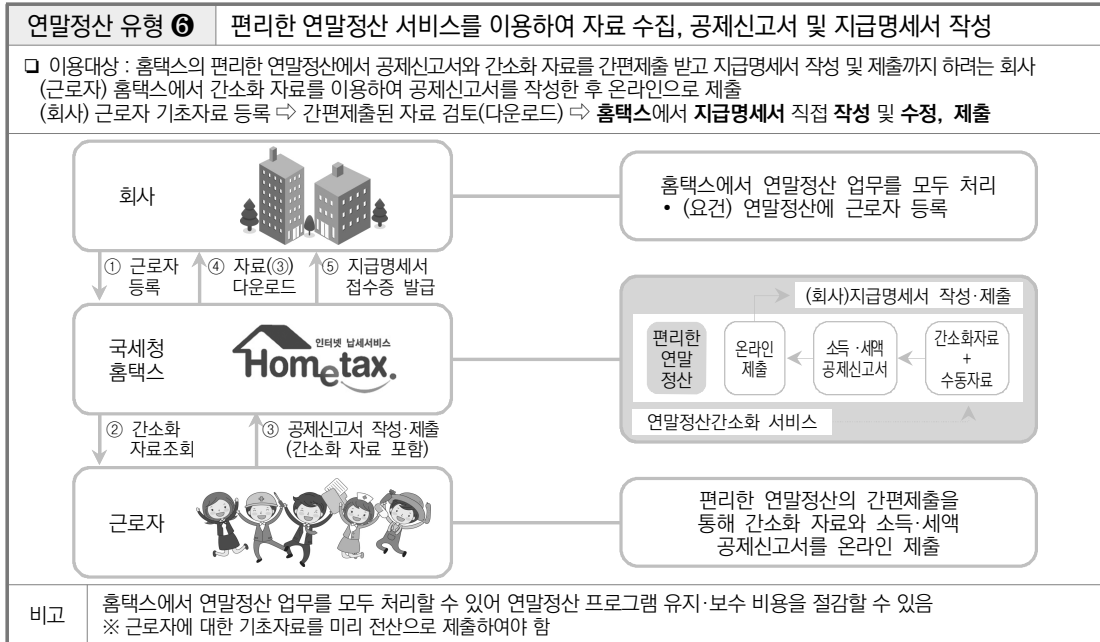 연말정산 유형 ❻ 편리한 연말정산 서비스를 이용하여 자료 수집, 공제신고서 및 지급명세서 작성
❏ 이용대상 : 홈택스의 편리한 연말정산에서 공제신고서와 간소화 자료를 간편제출 받고 지급명세서 작성 및 제출까지 하려는 회사
(근로자) 홈택스에서 간소화 자료를 이용하여 공제신고서를 작성한 후 온라인으로 제출
(회사) 근로자 기초자료 등록 ⇨ 간편제출된 자료 검토(다운로드) ⇨ 홈택스에서 지급명세서 직접 작성 및 수정, 제출
회사
홈택스에서 연말정산 업무를 모두 처리
• (요건) 연말정산에 근로자 등록
① 근로자
등록
④ 자료(③)
다운로드
⑤ 지급명세서
접수증 발급
국세청
홈택스
인터넷 납세서비스
Hometax.
(회사)지급명세서 작성·제출
편리한
연말
정산
온라인
제출
소득·세액
공제신고서
간소화자료
+
수동자료
연말정산간소화 서비스
② 간소화
자료조회
③ 공제신고서 작성·제출
(간소화 자료 포함)
근로자
편리한 연말정산의 간편제출을
통해 간소화 자료와 소득·세액
공제신고서를 온라인 제출
비고
홈택스에서 연말정산 업무를 모두 처리할 수 있어 연말정산 프로그램 유지·보수 비용을 절감할 수 있음
※ 근로자에 대한 기초자료를 미리 전산으로 제출하여야 함